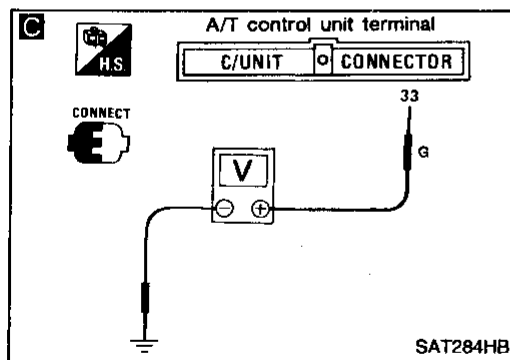 C
A/T control unit terminal
H.S.
C/UNIT CONNECTOR
CONNECT
33
G
V
SAT284HB